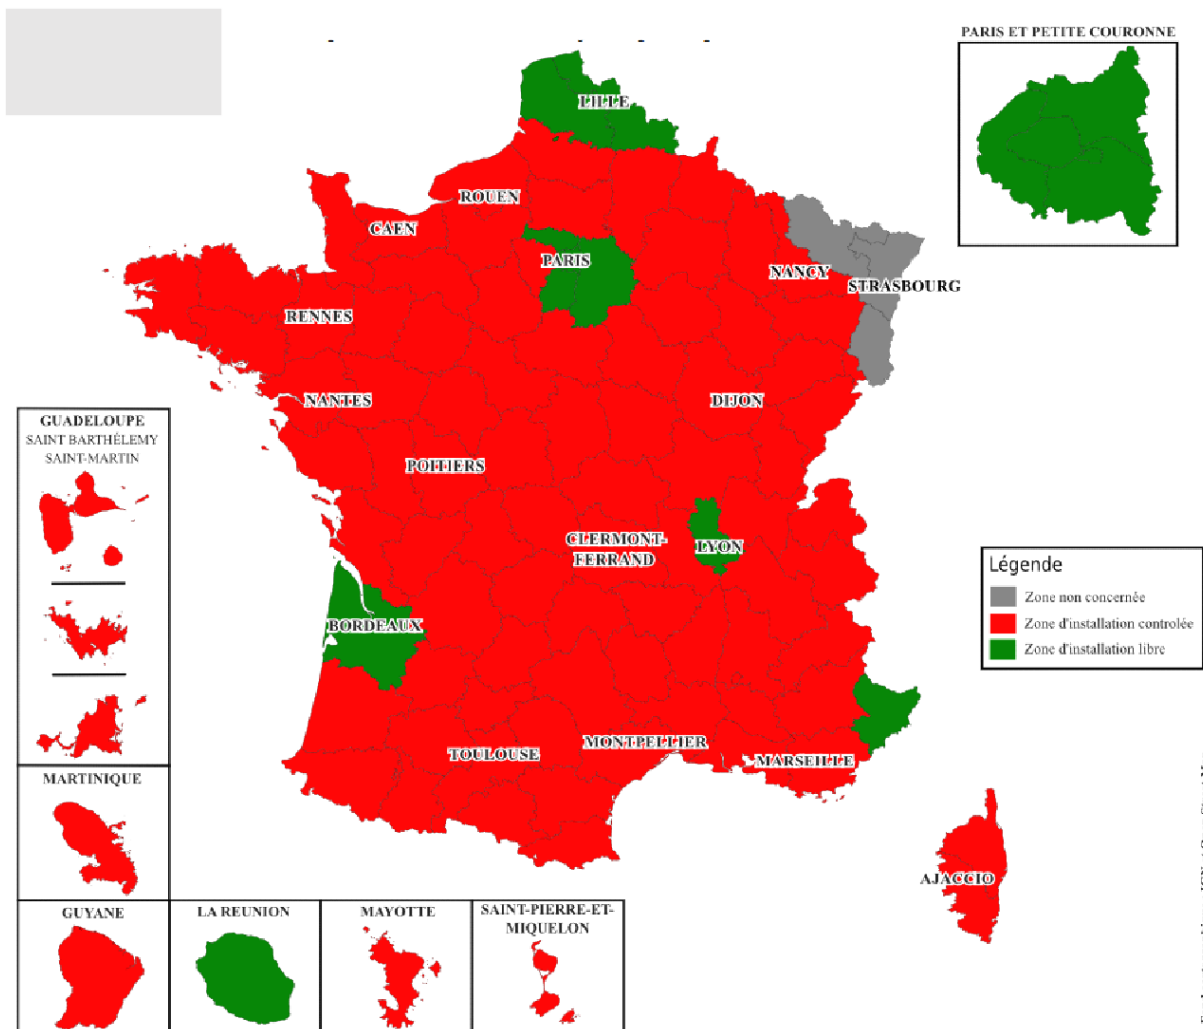 PARIS ET PETITE COURONNE
LILLE
ROUEN
CAEN
PARIS
NANCY
STRASBOURG
RENNES
NANTES
DIJON
GUADELOUPE
SAINT BARTHÉLEMY
SAINT-MARTIN
POITIERS
CLERMONT-
FERRAND
LYON
Légende
Zone non concernée
Zone d'installation controlée
Zone d'installation libre
BORDEAUX
TOULOUSE
MONTPELLIER
MARSEILLE
MARTINIQUE
AJACCIO
GUYANE
LA REUNION
MAYOTTE
SAINT-PIERRE-ET-
MIQUELON